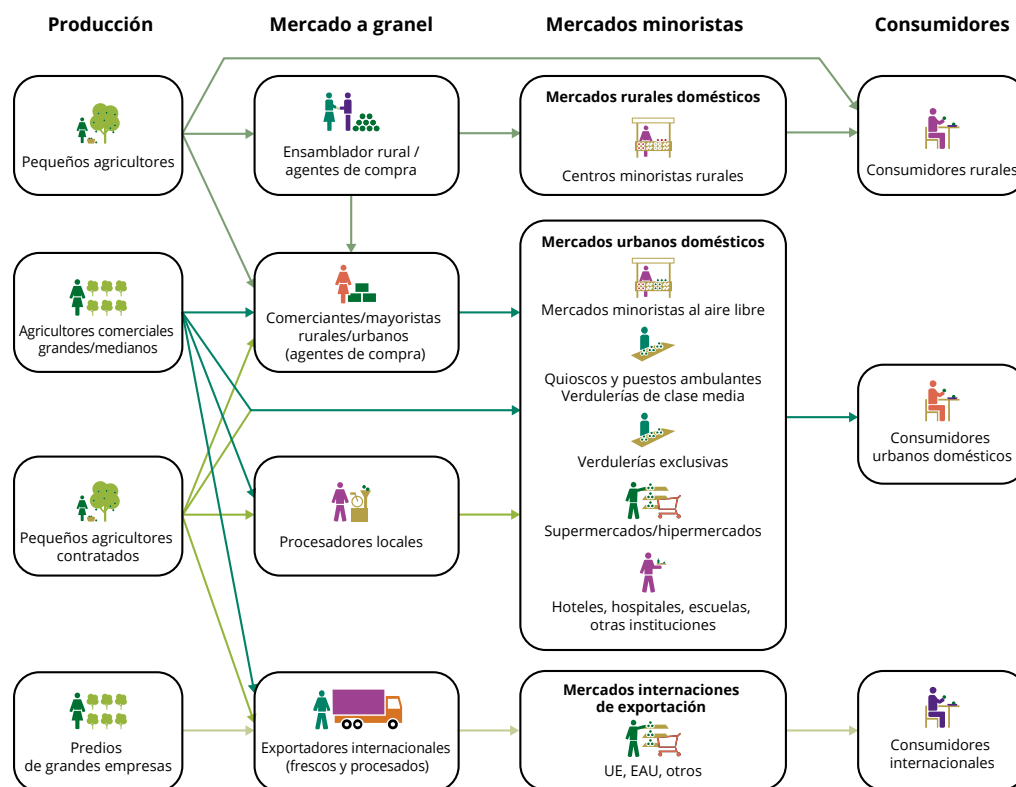 Producción
Mercado a granel
Mercados minoristas
Consumidores
Pequeños agricultores
Ensamblador rural /
agentes de compra
Mercados rurales domésticos
Centros minoristas rurales
Consumidores rurales
Agricultores comerciales
grandes/medianos
Comerciantes/mayoristas
rurales/urbanos
(agentes de compra)
Mercados urbanos domésticos
Mercados minoristas al aire libre
Quioscos y puestos ambulantes
Verdulerías de clase media
Verdulerías exclusivas
Supermercados/hipermercados
Hoteles, hospitales, escuelas,
otras instituciones
Consumidores
urbanos domésticos
Pequeños agricultores
contratados
Procesadores locales
Predios
de grandes empresas
Exportadores internacionales
(frescos y procesados)
Mercados internaciones
de exportación
UE, EAU, otros
Consumidores
internacionales